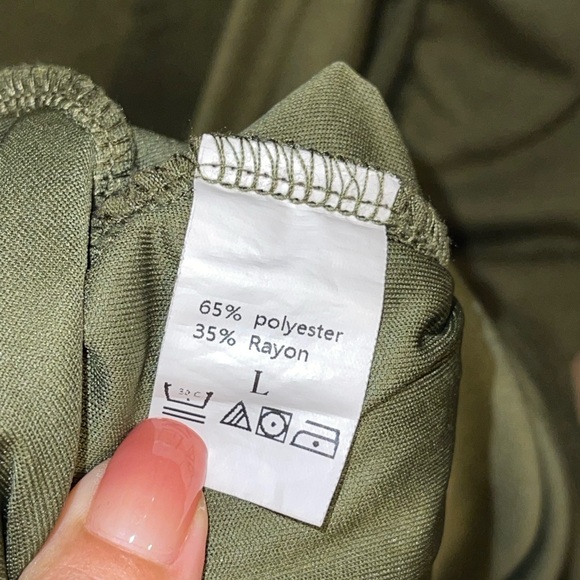 65% polyester
35% Rayon
L